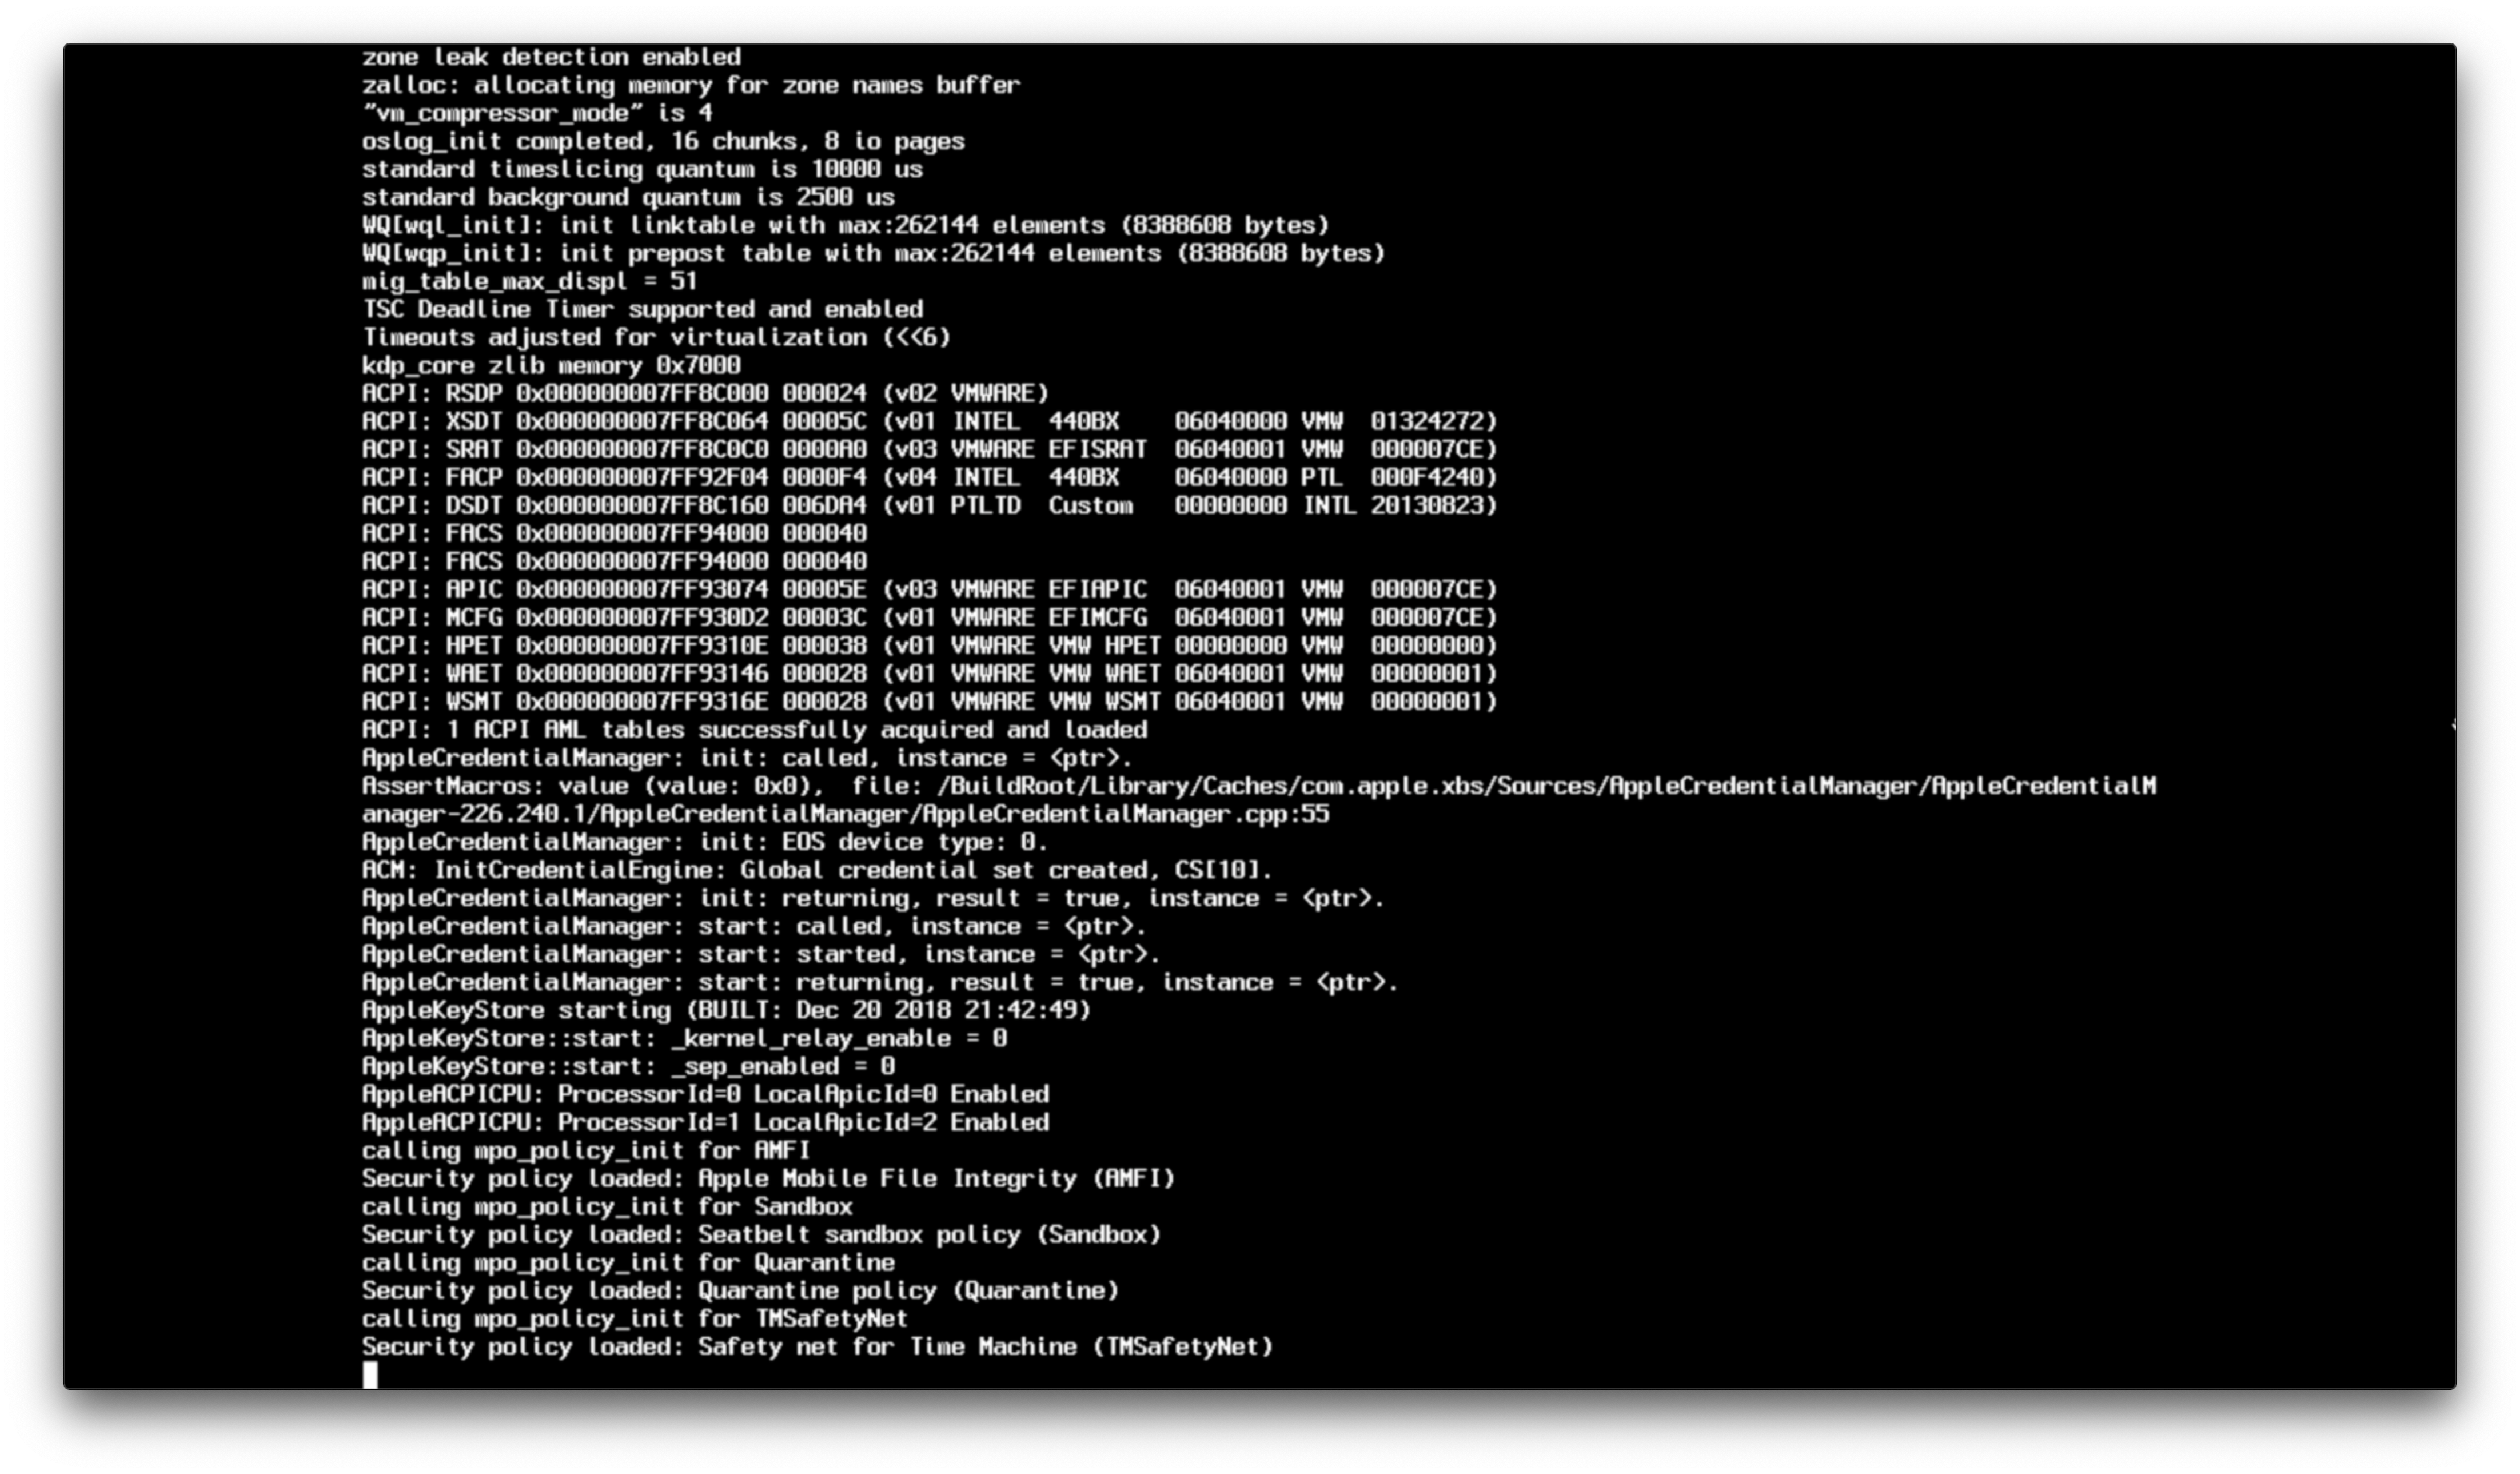 zone leak detection enabled
zalloc: allocating memory for zone names buffer
"vm_compressor_mode" is 4
oslog_init completed, 16 chunks, 8 io pages
standard timeslicing quantum is 10000 us
standard background quantum is 2500 us
WQ[wql_init]: init linktable with max:262144 elements (8388608 bytes)
WQ[wqp_init]: init prepost table with max:262144 elements (8388608 bytes)
mig_table_max_displ = 51
TSC Deadline Timer supported and enabled
Timeouts adjusted for virtualization (<<6)
kdp_core zlib memory 0x7000
ACPI: RSDP 0x000000007FF8C000 000024 (v02 VMWARE)
ACPI: XSDT 0x000000007FF8C064 00005C (v01 INTEL  440BX    06040000 VMW  01324272)
ACPI: SRAT 0x000000007FF8C0C0 0000A0 (v03 VMWARE EFISRAT  06040001 VMW  000007CE)
ACPI: FACP 0x000000007FF92F04 0000F4 (v04 INTEL  440BX    06040000 PTL  000F4240)
ACPI: DSDT 0x000000007FF8C160 006DA4 (v01 PTLTD  Custom   00000000 INTL 20130823)
ACPI: FACS 0x000000007FF94000 000040
ACPI: FACS 0x000000007FF94000 000040
ACPI: APIC 0x000000007FF93074 00005E (v03 VMWARE EFIAPIC  06040001 VMW  000007CE)
ACPI: MCFG 0x000000007FF930D2 00003C (v01 VMWARE EFIMCFG  06040001 VMW  000007CE)
ACPI: HPET 0x000000007FF9310E 000038 (v01 VMWARE VMW HPET 00000000 VMW  00000000)
ACPI: WAET 0x000000007FF93146 000028 (v01 VMWARE VMW WAET 06040001 VMW  00000001)
ACPI: WSMT 0x000000007FF9316E 000028 (v01 VMWARE VMW WSMT 06040001 VMW  00000001)
ACPI: 1 ACPI AML tables successfully acquired and loaded
AppleCredentialManager: init: called, instance = <ptr>.
AssertMacros: value (value: 0x0),  file: /BuildRoot/Library/Caches/com.apple.xbs/Sources/AppleCredentialManager/AppleCredentialM
anager-226.240.1/AppleCredentialManager/AppleCredentialManager.cpp:55
AppleCredentialManager: init: EOS device type: 0.
ACM: InitCredentialEngine: Global credential set created, CS[10].
AppleCredentialManager: init: returning, result = true, instance = <ptr>.
AppleCredentialManager: start: called, instance = <ptr>.
AppleCredentialManager: start: started, instance = <ptr>.
AppleCredentialManager: start: returning, result = true, instance = <ptr>.
AppleKeyStore starting (BUILT: Dec 20 2018 21:42:49)
AppleKeyStore::start: _kernel_relay_enable = 0
AppleKeyStore::start: _sep_enabled = 0
AppleACPICPU: ProcessorId=0 LocalApicId=0 Enabled
AppleACPICPU: ProcessorId=1 LocalApicId=2 Enabled
calling mpo_policy_init for AMFI
Security policy loaded: Apple Mobile File Integrity (AMFI)
calling mpo_policy_init for Sandbox
Security policy loaded: Seatbelt sandbox policy (Sandbox)
calling mpo_policy_init for Quarantine
Security policy loaded: Quarantine policy (Quarantine)
calling mpo_policy_init for TMSafetyNet
Security policy loaded: Safety net for Time Machine (TMSafetyNet)